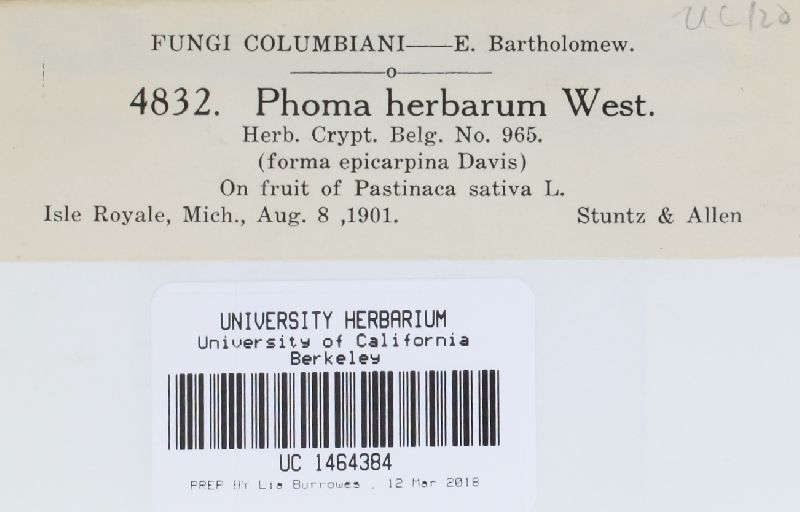 UC/20
FUNGI COLUMBIANI——E. Bartholomew.
4832. Phoma herbarum West.
Herb. Crypt. Belg. No. 965.
(forma epicarpina Davis)
On fruit of Pastinaca sativa L.
Isle Royale, Mich., Aug. 8 ,1901. Stuntz & Allen
UNIVERSITY HERBARIUM
University of California
Berkeley
UC 1464384
PREP BY Lia Burrowes , 12 Mar 2018